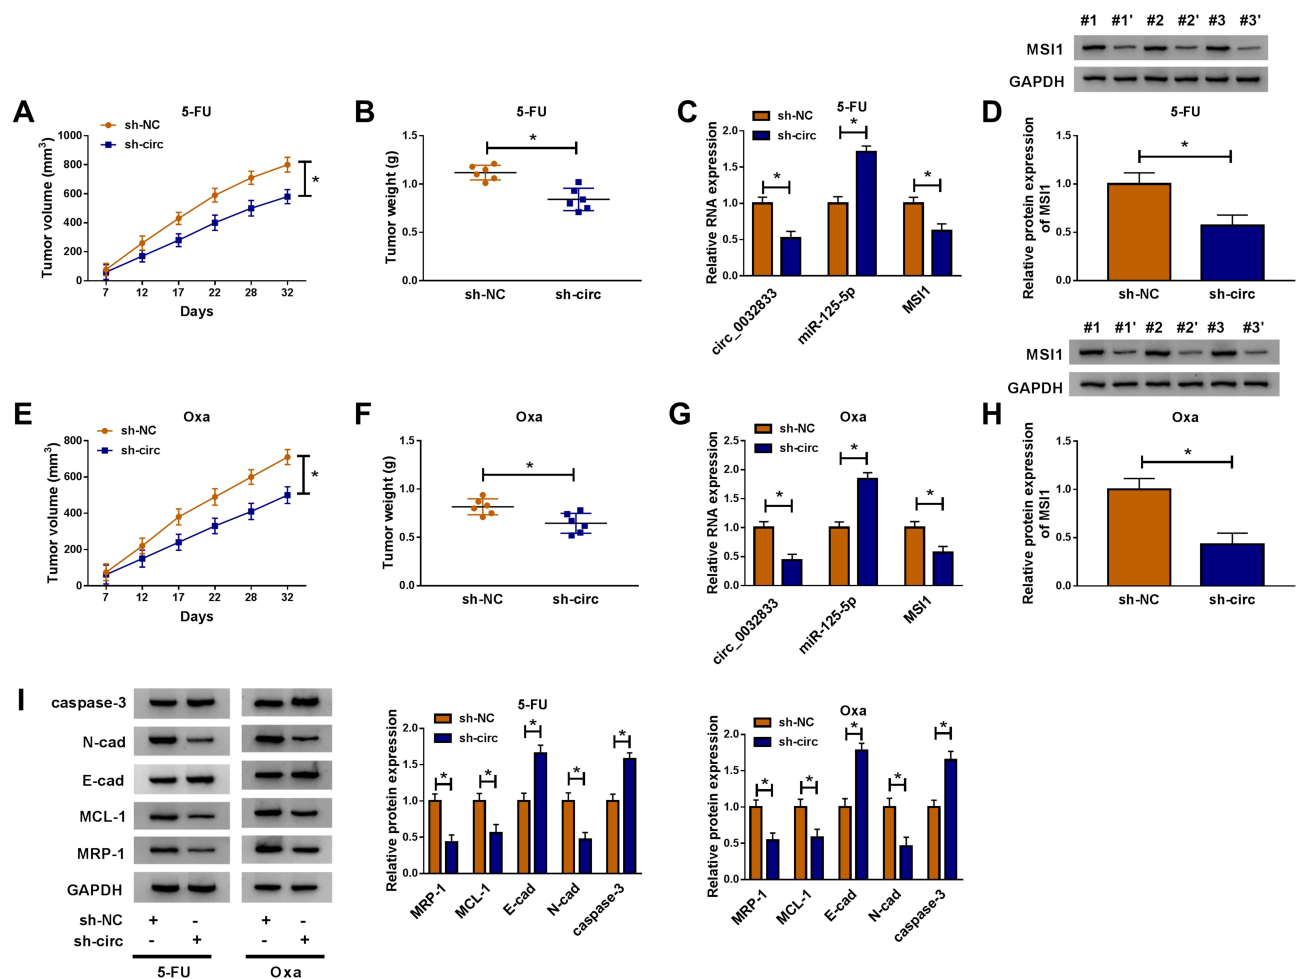 #1 #1' #2 #2' #3 #3'
MSI1
GAPDH
A
5-FU
sh-NC
sh-circ
Tumor volume (mm3)
1000
800
600
400
200
0
7 12 17 22 28 32
Days
*
B
5-FU
Tumor weight (g)
1.5
1.0
0.5
0.0
*
sh-NC sh-circ
C
5-FU
sh-NC
sh-circ
Relative RNA expression
2.0
1.5
1.0
0.5
0.0
* * *
circ_0032833
miR-125-5p
MSI1
D
5-FU
Relative protein expression
of MSI1
1.5
1.0
0.5
0.0
*
sh-NC sh-circ
#1 #1' #2 #2' #3 #3'
MSI1
GAPDH
E
Oxa
sh-NC
sh-circ
Tumor volume (mm3)
800
600
400
200
0
7 12 17 22 28 32
Days
*
F
Oxa
Tumor weight (g)
1.5
1.0
0.5
0.0
*
sh-NC sh-circ
G
Oxa
sh-NC
sh-circ
Relative RNA expression
2.5
2.0
1.5
1.0
0.5
0.0
* * *
circ_0032833
miR-125-5p
MSI1
H
Oxa
Relative protein expression
of MSI1
1.5
1.0
0.5
0.0
*
sh-NC sh-circ
I
caspase-3
N-cad
E-cad
MCL-1
MRP-1
GAPDH
sh-NC + - + -
sh-circ - + - +
5-FU Oxa
5-FU
sh-NC
sh-circ
Relative protein expression
2.0
1.5
1.0
0.5
0.0
* * * * *
MRP-1
MCL-1
E-cad
N-cad
caspase-3
Oxa
sh-NC
sh-circ
Relative protein expression
2.0
1.5
1.0
0.5
0.0
* * * * *
MRP-1
MCL-1
E-cad
N-cad
caspase-3